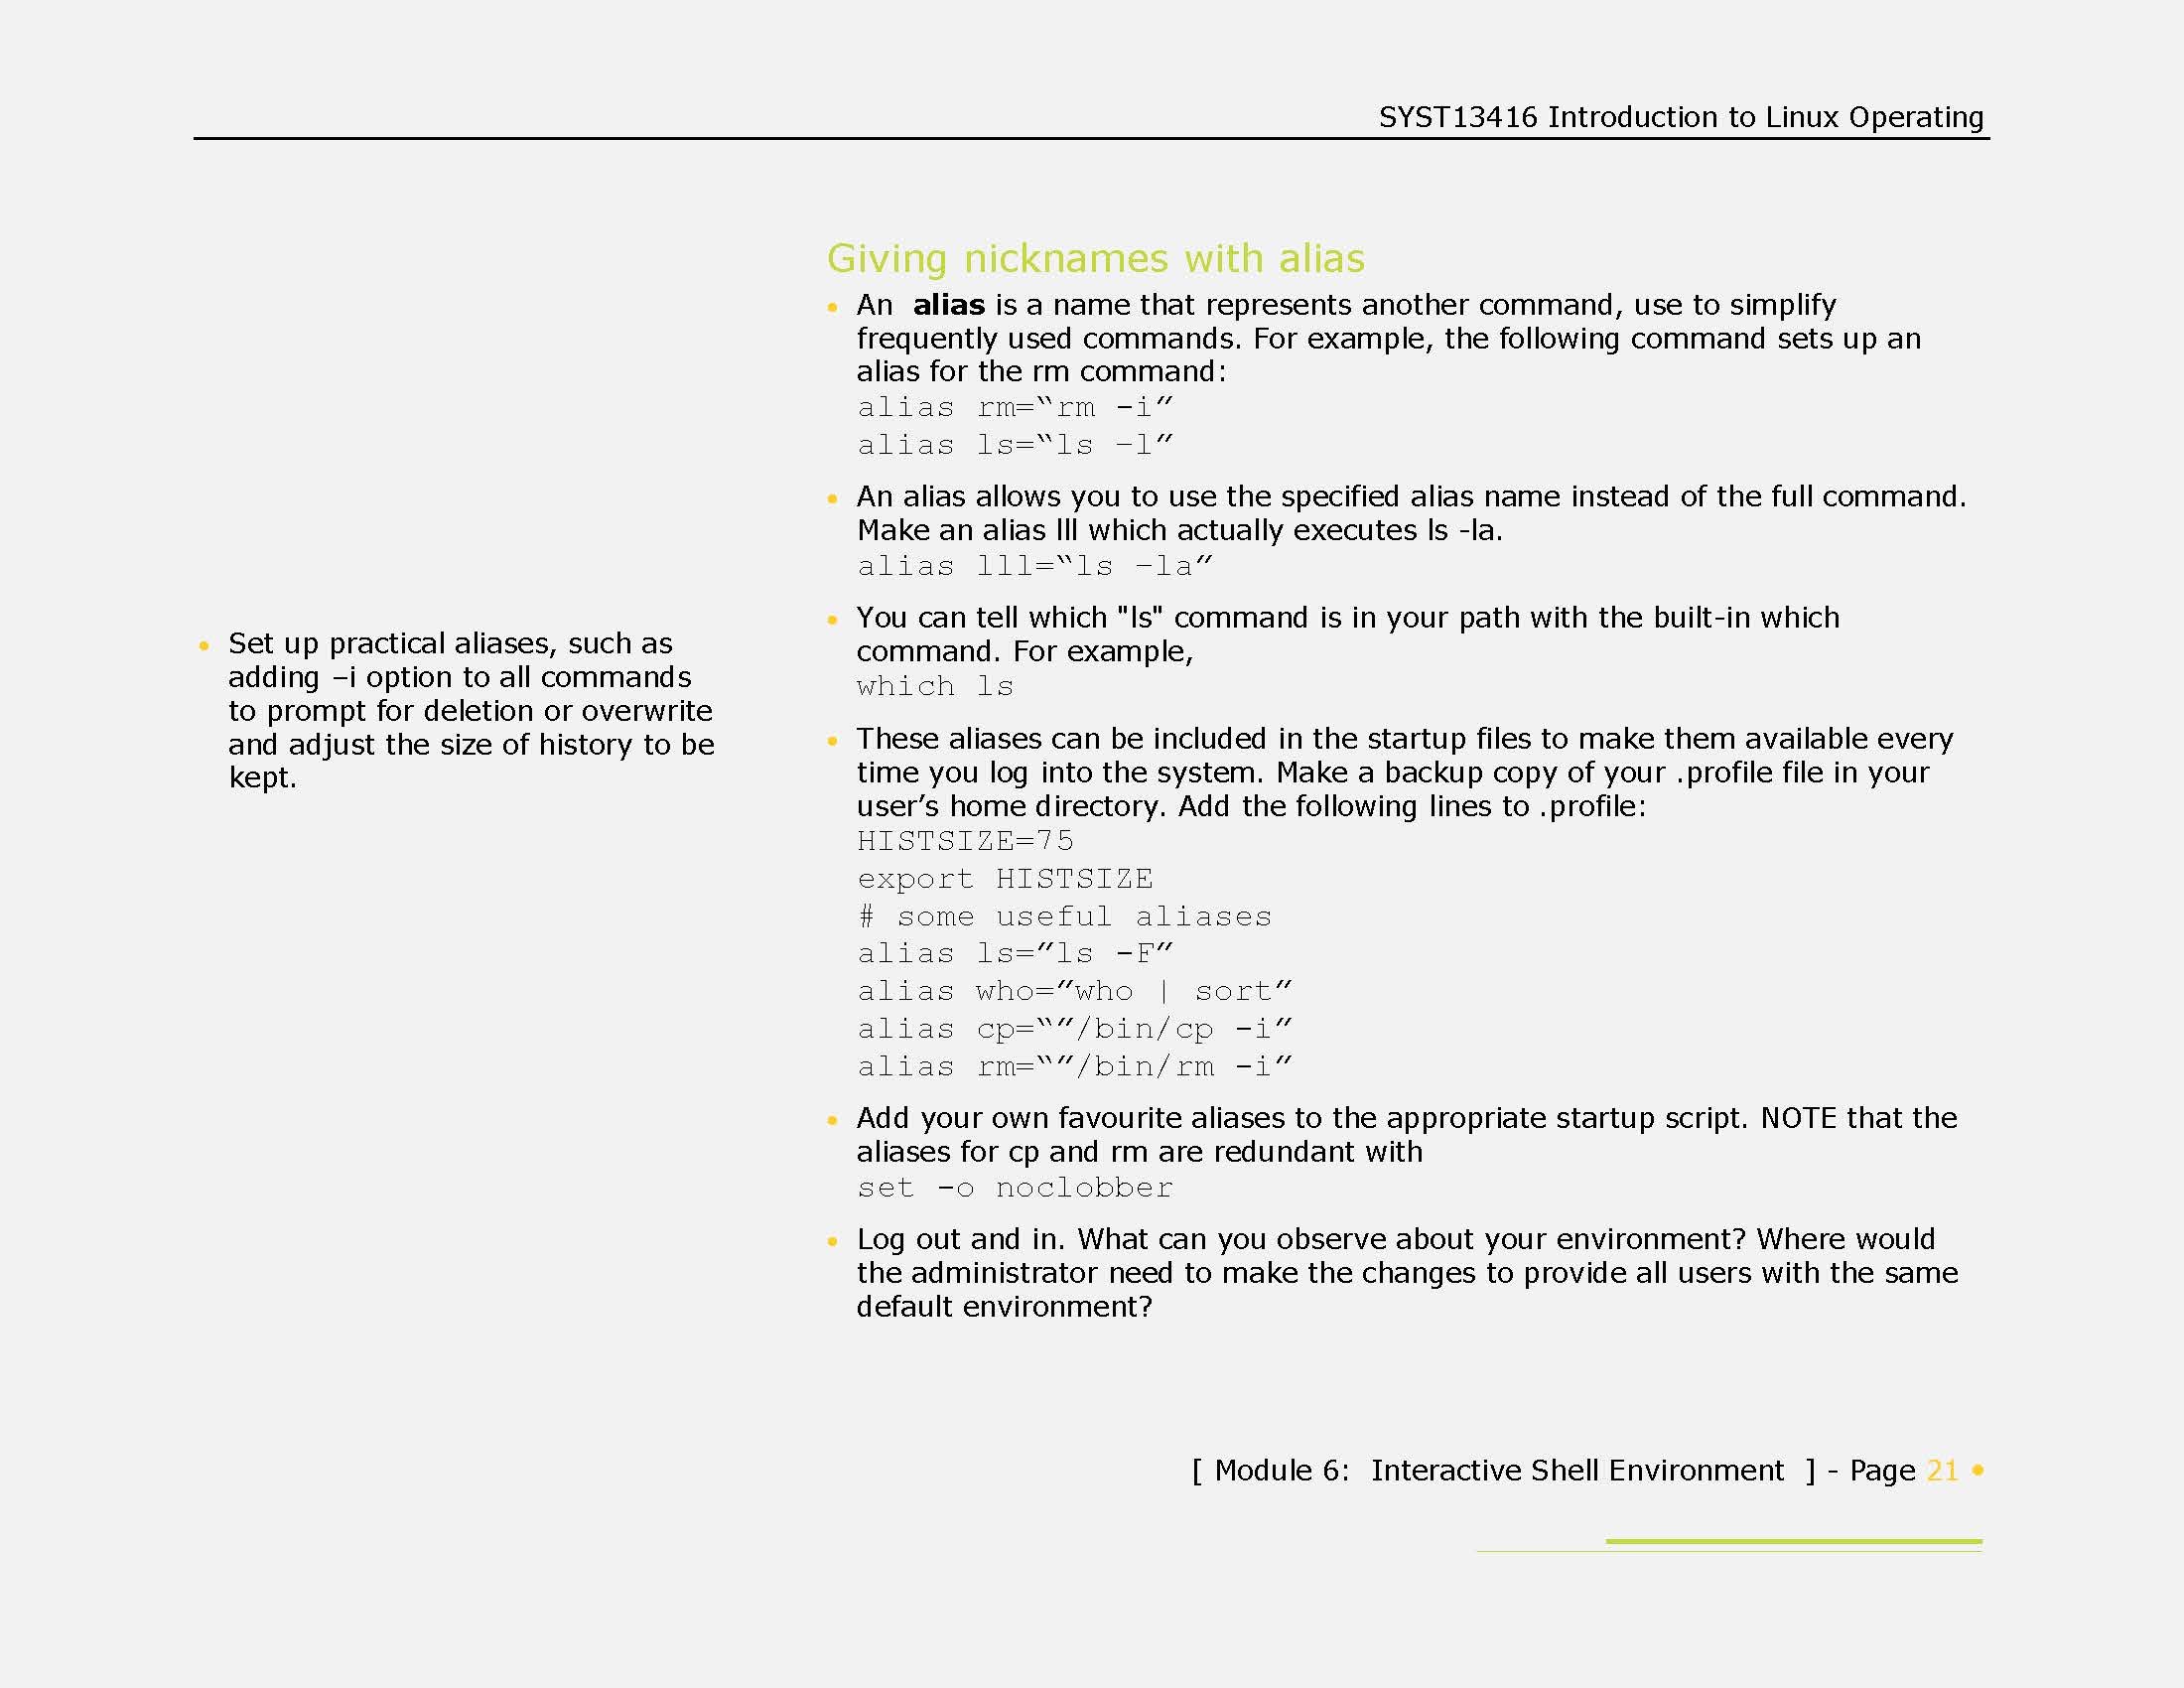 SYST13416 Introduction to Linux Operating
• Set up practical aliases, such as
adding –i option to all commands
to prompt for deletion or overwrite
and adjust the size of history to be
kept.
Giving nicknames with alias
• An  alias is a name that represents another command, use to simplify
frequently used commands. For example, the following command sets up an
alias for the rm command:
alias rm=“rm -i”
alias ls=“ls –l”
• An alias allows you to use the specified alias name instead of the full command.
Make an alias lll which actually executes ls -la.
alias lll=“ls –la”
• You can tell which "ls" command is in your path with the built-in which
command. For example,
which ls
• These aliases can be included in the startup files to make them available every
time you log into the system. Make a backup copy of your .profile file in your
user’s home directory. Add the following lines to .profile:
HISTSIZE=75
export HISTSIZE
# some useful aliases
alias ls=”ls -F”
alias who=”who | sort”
alias cp=“”/bin/cp -i”
alias rm=“”/bin/rm -i”
• Add your own favourite aliases to the appropriate startup script. NOTE that the
aliases for cp and rm are redundant with
set -o noclobber
• Log out and in. What can you observe about your environment? Where would
the administrator need to make the changes to provide all users with the same
default environment?
[ Module 6:  Interactive Shell Environment  ] - Page 21 •